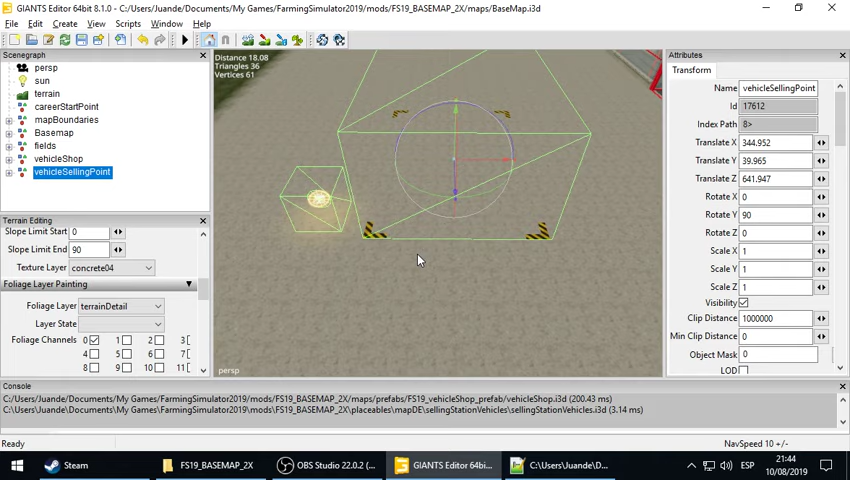 GIANTS Editor 64bit 8.1.0 - C:/Users/Juande/Documents/My Games/FarmingSimulator2019/mods/FS19_BASEMAP_2X/maps/BaseMap.i3d
File Edit View Create Scripts Window Help
Scenegraph
persp
sun
terrain
careerStartPoint
mapBoundaries
Basemap
fields
vehicleShop
vehicleSellingPoint
Terrain Editing
Slope Limit Start 0
Slope Limit End 90
Texture Layer concrete04
Foliage Layer Painting
Foliage Layer terrainDetail
Layer State
Foliage Channels 0 1 2 3
4 5 6 7
8 9 10 11
Distance 18.08
Triangles 36
Vertices 61
persp
Attributes
Transform
Name vehicleSellingPoint
Id 17612
Index Path 8>
Translate X 344.952
Translate Y 39.965
Translate Z 641.947
Rotate X 0
Rotate Y 90
Rotate Z 0
Scale X 1
Scale Y 1
Scale Z 1
Visibility
Clip Distance 1000000
Min Clip Distance 0
Object Mask 0
LOD
Console
C:/Users/Juande/Documents/My Games/FarmingSimulator2019/mods/FS19_BASEMAP_2X/maps/prefabs/FS19_vehicleShop_prefab/vehicleShop.i3d (200.43 ms)
C:/Users/Juande/Documents/My Games/FarmingSimulator2019/mods/FS19_BASEMAP_2X\placeables\mapDE\sellingStationVehicles\sellingStationVehicles.i3d (3.14 ms)
Ready
NavSpeed 10 +/-
Steam
FS19_BASEMAP_2X
OBS Studio 22.0.2 (...
GIANTS Editor 64bi...
C:\Users\Juande\D...
ESP
21:44
10/08/2019